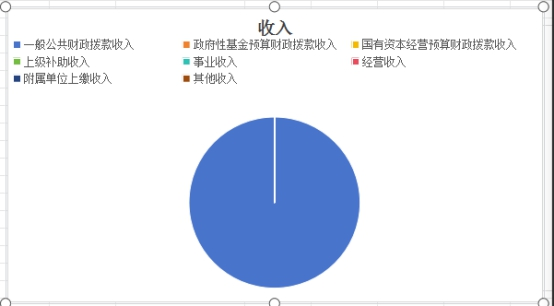 收入
一般公共财政拨款收入 政府性基金预算财政拨款收入 国有资本经营预算财政拨款收入
上级补助收入 事业收入 经营收入
附属单位上缴收入 其他收入